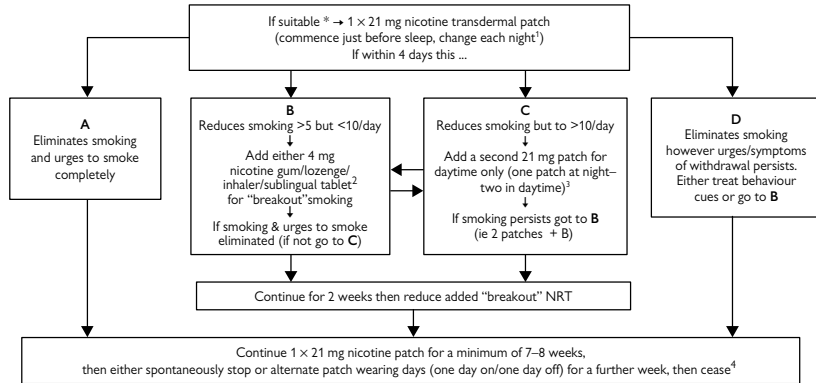 If suitable * → 1 × 21 mg nicotine transdermal patch
(commence just before sleep, change each night1)
If within 4 days this ...
A
Eliminates smoking
and urges to smoke
completely
B
Reduces smoking >5 but <10/day
Add either 4 mg
nicotine gum/lozenge/
inhaler/sublingual tablet2
for “breakout”smoking
If smoking & urges to smoke
eliminated (if not go to C)
C
Reduces smoking but to >10/day
Add a second 21 mg patch for
daytime only (one patch at night–
two in daytime)3
If smoking persists got to B
(ie 2 patches + B)
D
Eliminates smoking
however urges/symptoms
of withdrawal persists.
Either treat behaviour
cues or go to B
Continue for 2 weeks then reduce added “breakout” NRT
Continue 1 × 21 mg nicotine patch for a minimum of 7–8 weeks,
then either spontaneously stop or alternate patch wearing days (one day on/one day off) for a further week, then cease4